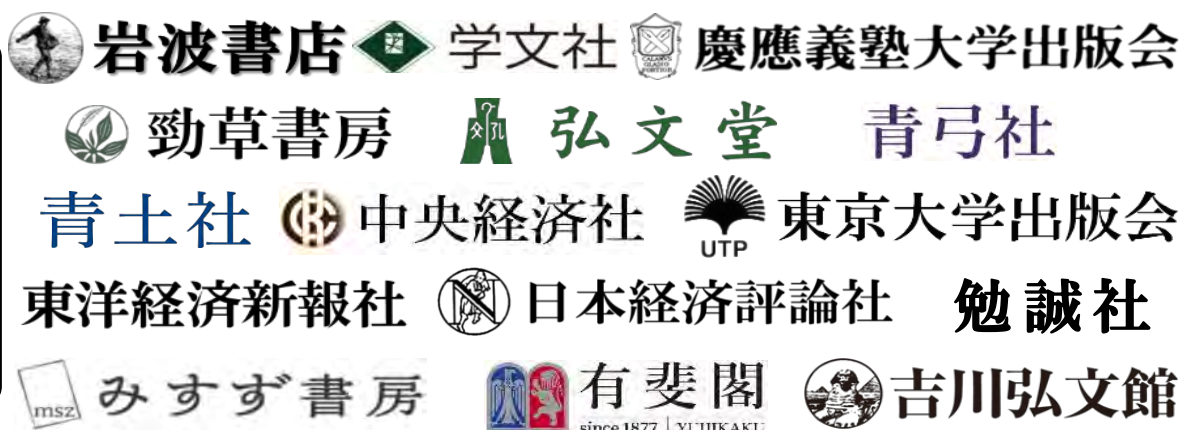 岩波書店 学文社 慶應義塾大学出版会
勁草書房 弘文堂 青弓社
青土社 中央経済社 UTP 東京大学出版会
東洋経済新報社 日本経済評論社 勉誠社
msz みすず書房 有斐閣 吉川弘文館
since 1877 YUHIKAKU